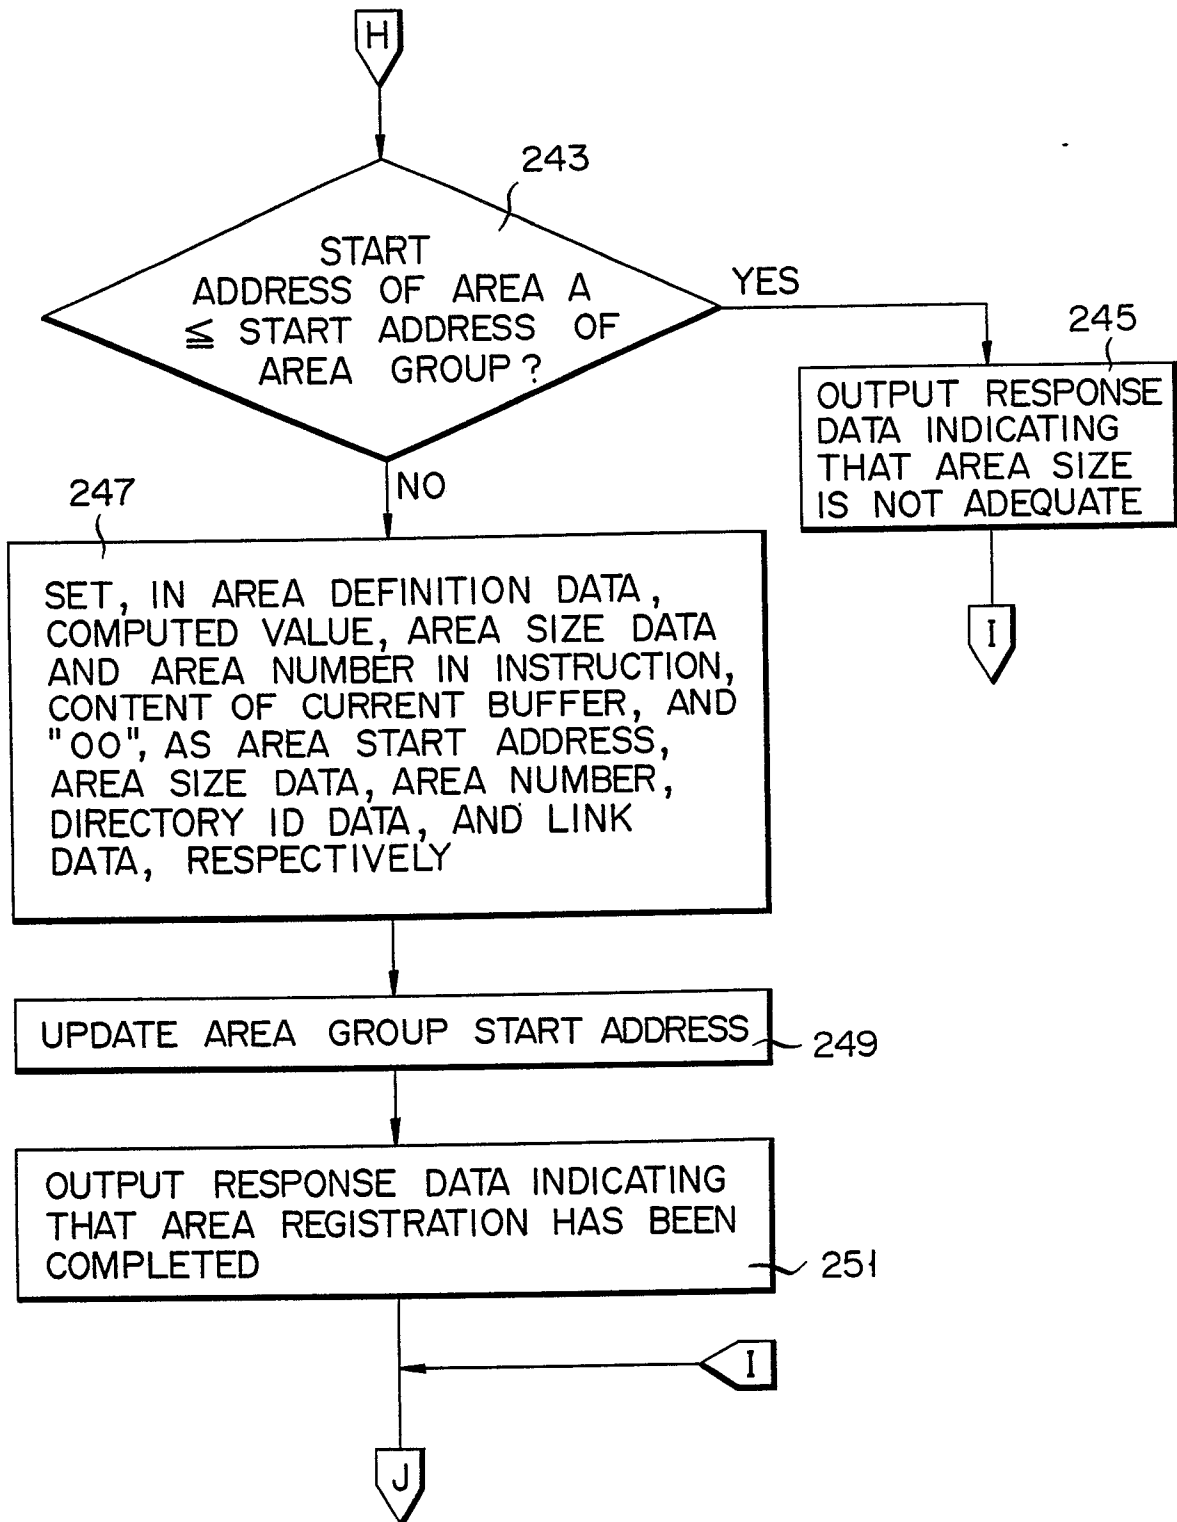 H
243
START
ADDRESS OF AREA A
≦ START ADDRESS OF
AREA GROUP?
YES
245
OUTPUT RESPONSE
DATA INDICATING
THAT AREA SIZE
IS NOT ADEQUATE
I
NO
247
SET, IN AREA DEFINITION DATA,
COMPUTED VALUE, AREA SIZE DATA
AND AREA NUMBER IN INSTRUCTION,
CONTENT OF CURRENT BUFFER, AND
"00", AS AREA START ADDRESS,
AREA SIZE DATA, AREA NUMBER,
DIRECTORY ID DATA, AND LINK
DATA, RESPECTIVELY
UPDATE AREA GROUP START ADDRESS
249
OUTPUT RESPONSE DATA INDICATING
THAT AREA REGISTRATION HAS BEEN
COMPLETED
251
I
J